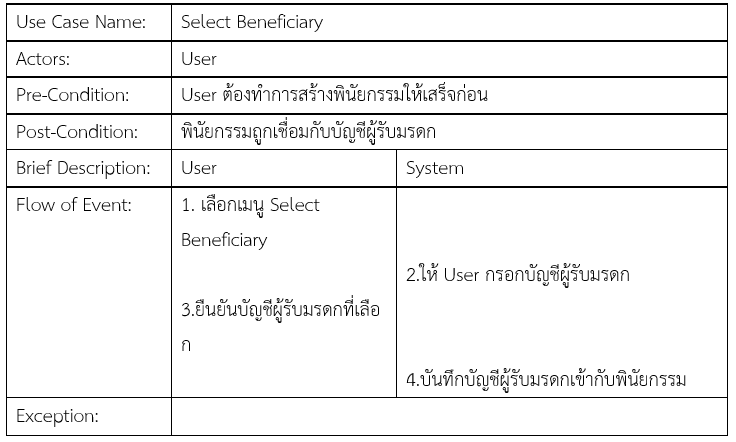 Use Case Name: Select Beneficiary
Actors: User
Pre-Condition: User ต้องทำการสร้างพินัยกรรมให้เสร็จก่อน
Post-Condition: พินัยกรรมถูกเชื่อมกับบัญชีผู้รับมรดก
Brief Description: User System
Flow of Event: 1. เลือกเมนู Select
Beneficiary
2.ให้ User กรอกบัญชีผู้รับมรดก
3.ยืนยันบัญชีผู้รับมรดกที่เลือ
ก
4.บันทึกบัญชีผู้รับมรดกเข้ากับพินัยกรรม
Exception: